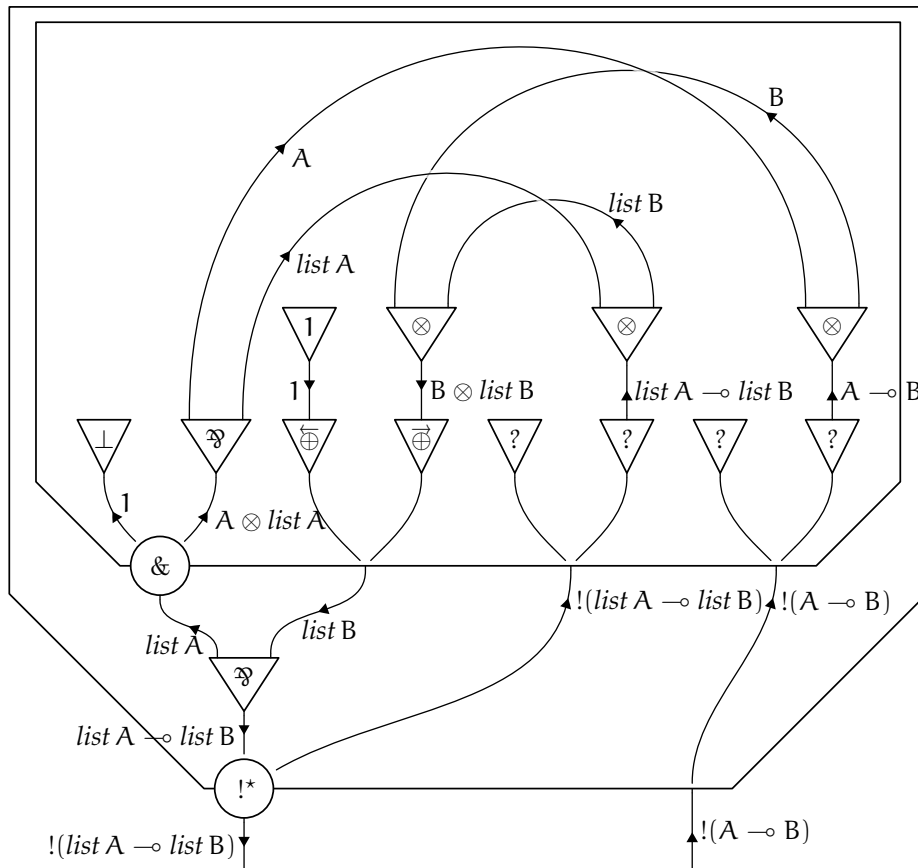 B
A
list B
list A
1 ⊗ ⊗ ⊗
1 B ⊗ list B list A ⊸ list B A ⊸ B
⊥ ⅋ ⊕⃖ ⊕⃗ ? ? ? ?
1 A ⊗ list A
&
!(list A ⊸ list B) !(A ⊸ B)
list A list B
⅋
list A ⊸ list B
!⋆
!(list A ⊸ list B) !(A ⊸ B)